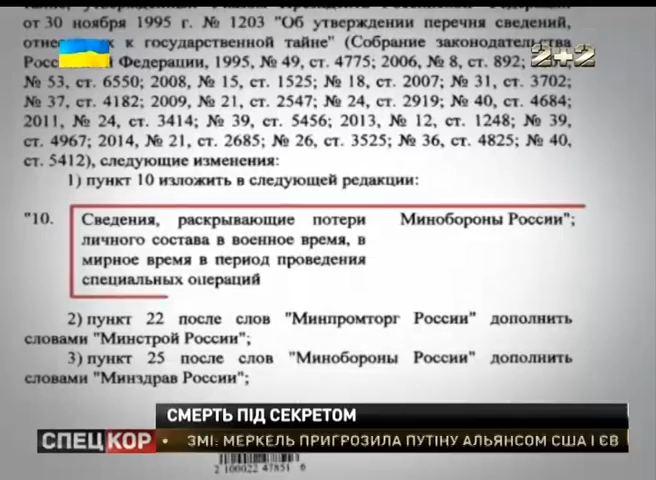 от 30 ноября 1995 г. № 1203 "Об утверждении перечня сведений,
к государственной тайне" (Собрание законодательства
Федерации, 1995, № 49, ст. 4775; 2006, № 8, ст. 892;
2+2
№ 53, ст. 6550; 2008, № 15, ст. 1525; № 18, ст. 2007; № 31, ст. 3702;
№ 37, ст. 4182; 2009, № 21, ст. 2547; № 24, ст. 2919; № 40, ст. 4684;
2011, № 24, ст. 3414; № 39, ст. 5456; 2013, № 12, ст. 1248; № 39,
ст. 4967; 2014, № 21, ст. 2685; № 26, ст. 3525; № 36, ст. 4825; № 40,
ст. 5412), следующие изменения:
1) пункт 10 изложить в следующей редакции:
"10. Сведения, раскрывающие потери Минобороны России";
личного состава в военное время, в
мирное время в период проведения
специальных операций
2) пункт 22 после слов "Минпромторг России" дополнить
словами "Минстрой России";
3) пункт 25 после слов "Минобороны России" дополнить
словами "Минздрав России";
СМЕРТЬ ПІД СЕКРЕТОМ
СПЕЦКОР • ЗМІ: МЕРКЕЛЬ ПРИГРОЗИЛА ПУТІНУ АЛЬЯНСОМ США І ЄВ
2 100022 47851 6